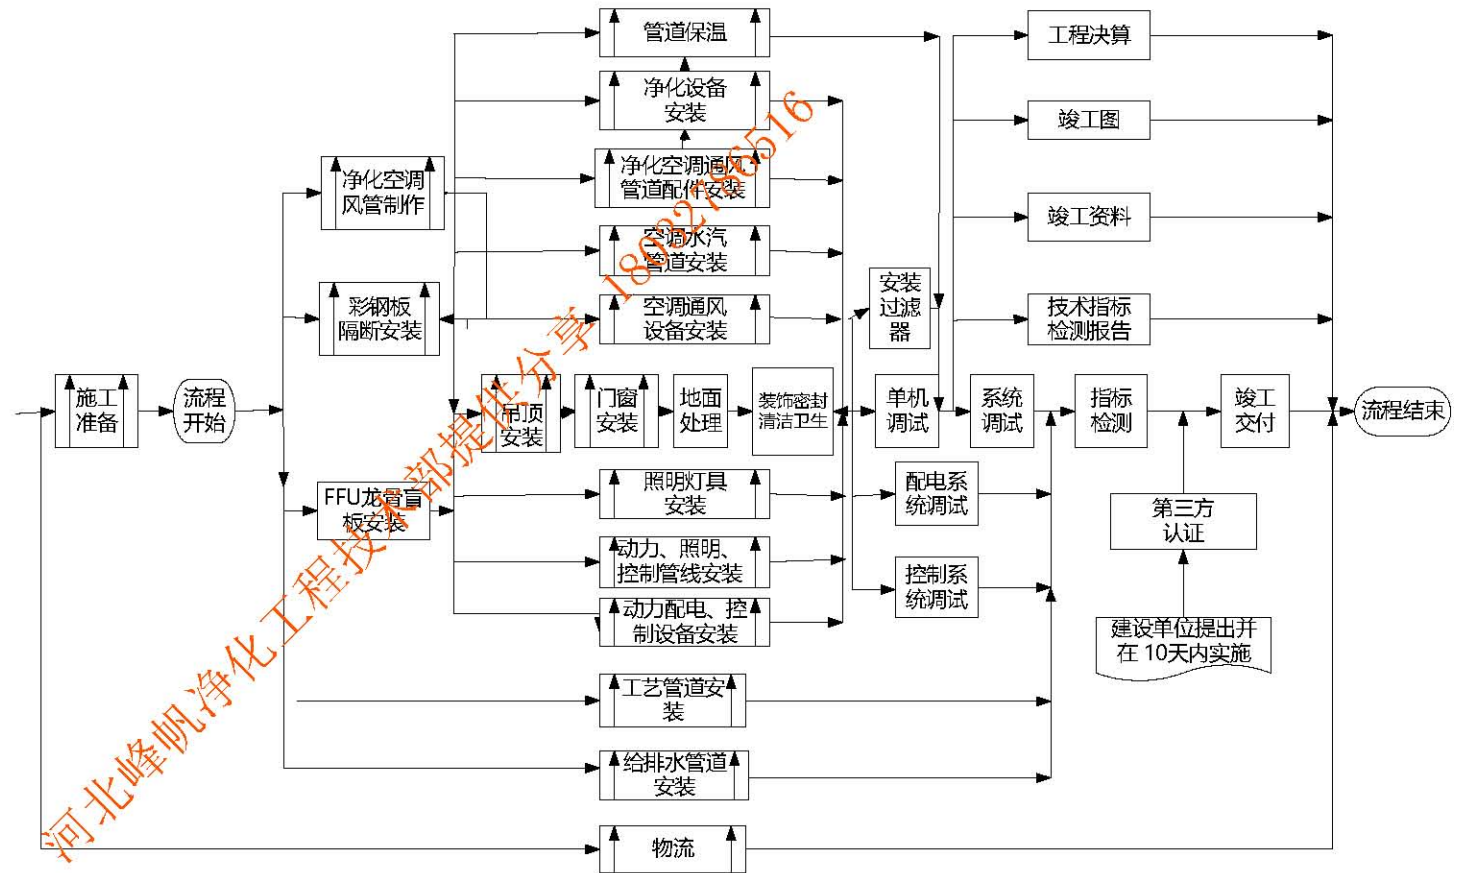 管道保温
工程决算
净化设备
安装
竣工图
净化空调通风
管道配件安装
净化空调
风管制作
竣工资料
空调水汽
管道安装
安装
过滤
器
彩钢板
隔断安装
空调通风
设备安装
技术指标
检测报告
施工
准备
流程
开始
吊顶
安装
门窗
安装
地面
处理
装饰密封
清洁卫生
单机
调试
系统
调试
指标
检测
竣工
交付
流程结束
FFU龙骨盲
板安装
照明灯具
安装
配电系
统调试
第三方
认证
动力、照明、
控制管线安装
控制系
统调试
动力配电、控
制设备安装
建设单位提出并
在 10天内实施
工艺管道安
装
给排水管道
安装
物流
河北峰帆净化工程技术部提供分享 18032786516